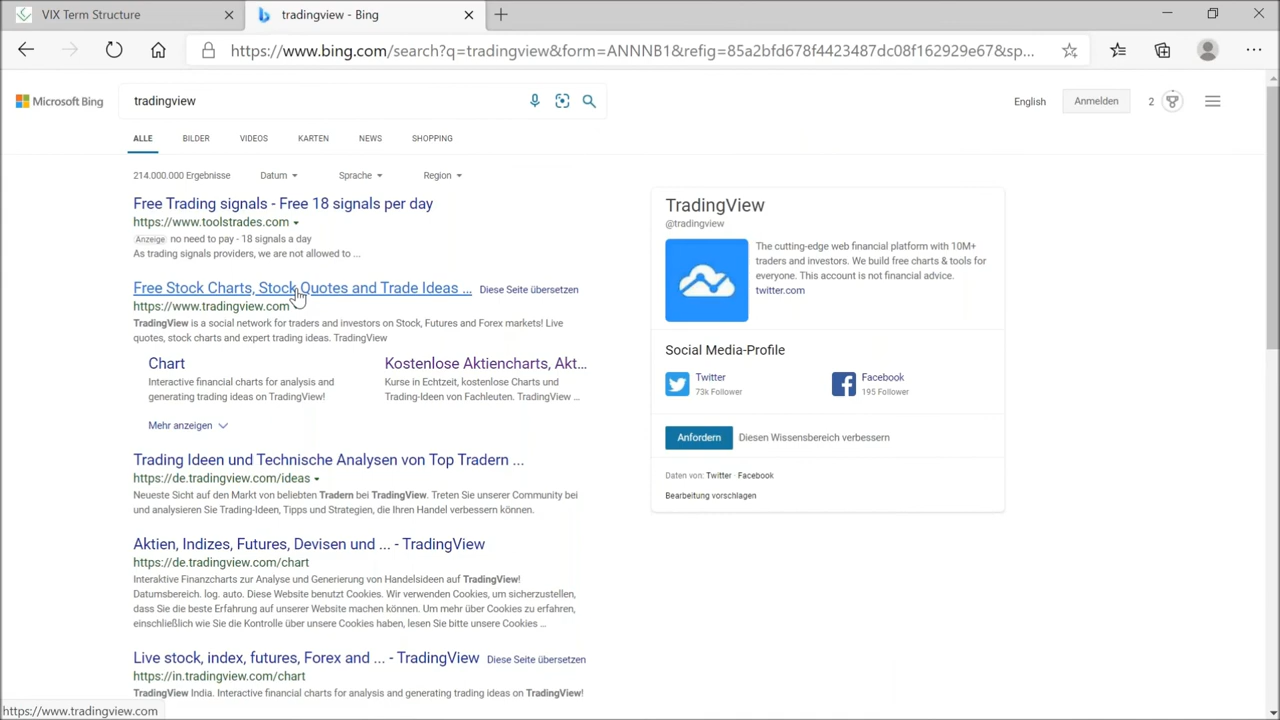 VIX Term Structure
tradingview - Bing
https://www.bing.com/search?q=tradingview&form=ANNNB1&refig=85a2bfd678f4423487dc08f162929e67&sp...
Microsoft Bing
tradingview
English
Anmelden
2
ALLE BILDER VIDEOS KARTEN NEWS SHOPPING
214.000.000 Ergebnisse Datum Sprache Region
Free Trading signals - Free 18 signals per day
https://www.toolstrades.com
Anzeige no need to pay - 18 signals a day
As trading signals providers, we are not allowed to ...
Free Stock Charts, Stock Quotes and Trade Ideas ... Diese Seite übersetzen
https://www.tradingview.com
TradingView is a social network for traders and investors on Stock, Futures and Forex markets! Live
quotes, stock charts and expert trading ideas. TradingView
Chart
Interactive financial charts for analysis and
generating trading ideas on TradingView!
Kostenlose Aktiencharts, Akt...
Kurse in Echtzeit, kostenlose Charts und
Trading-Ideen von Fachleuten. TradingView ...
Mehr anzeigen
Trading Ideen und Technische Analysen von Top Tradern ...
https://de.tradingview.com/ideas
Neueste Sicht auf den Markt von beliebten Tradern bei TradingView. Treten Sie unserer Community bei
und analysieren Sie Trading-Ideen, Tipps und Strategien, die Ihren Handel verbessern können.
Aktien, Indizes, Futures, Devisen und ... - TradingView
https://de.tradingview.com/chart
Interaktive Finanzcharts zur Analyse und Generierung von Handelsideen auf TradingView!
Datumsbereich. log. auto. Diese Website benutzt Cookies. Wir verwenden Cookies, um sicherzustellen,
dass Sie die beste Erfahrung auf unserer Website machen können. Um mehr über Cookies zu erfahren,
einschließlich wie Sie die Kontrolle über unsere Cookies haben, lesen Sie bitte unsere Cookies ...
Live stock, index, futures, Forex and ... - TradingView Diese Seite übersetzen
https://in.tradingview.com/chart
TradingView India. Interactive financial charts for analysis and generating trading ideas on TradingView!
TradingView
@tradingview
The cutting-edge web financial platform with 10M+
traders and investors. We build free charts & tools for
everyone. This account is not financial advice.
twitter.com
Social Media-Profile
Twitter
73k Follower
Facebook
195 Follower
Anfordern Diesen Wissensbereich verbessern
Daten von: Twitter · Facebook
Bearbeitung vorschlagen
https://www.tradingview.com